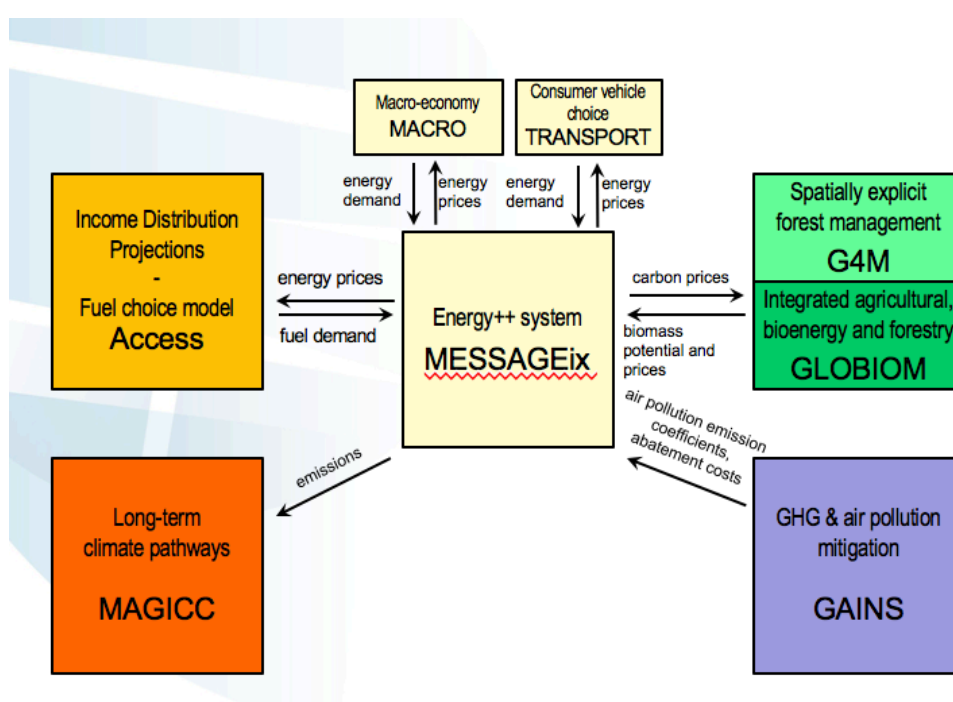 Macro-economy
MACRO
Consumer vehicle
choice
TRANSPORT
energy
demand
energy
prices
energy
demand
energy
prices
Income Distribution
Projections
-
Fuel choice model
Access
energy prices
fuel demand
Energy++ system
MESSAGEix
carbon prices
biomass
potential and
prices
Spatially explicit
forest management
G4M
Integrated agricultural,
bioenergy and forestry
GLOBIOM
emissions
air pollution emission
coefficients,
abatement costs
Long-term
climate pathways
MAGICC
GHG & air pollution
mitigation
GAINS